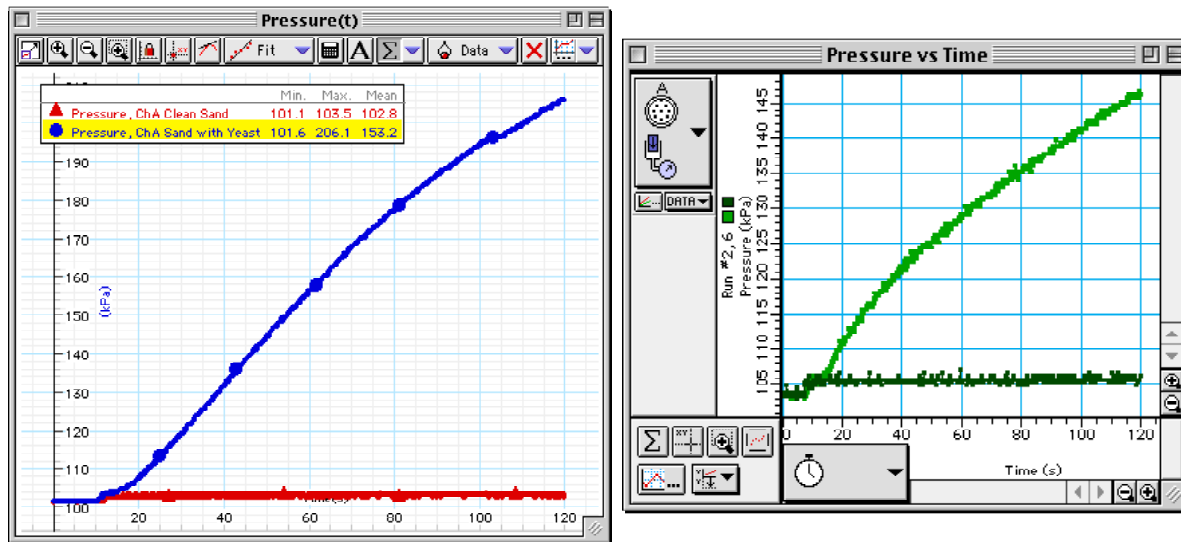 Pressure(t)
Fit A Σ Data
Min. Max. Mean
Pressure, ChA Clean Sand 101.1 103.5 102.8
Pressure, ChA Sand with Yeast 101.6 206.1 153.2
190
180
170
160
150
140
130
120
110
100
(kPa)
20 40 60 80 100 120
Pressure vs Time
A
DATA
Run #2,6
Pressure (kPa)
145
140
135
130
125
120
115
110
105
0 20 40 60 80 100 120
Time (s)
Σ